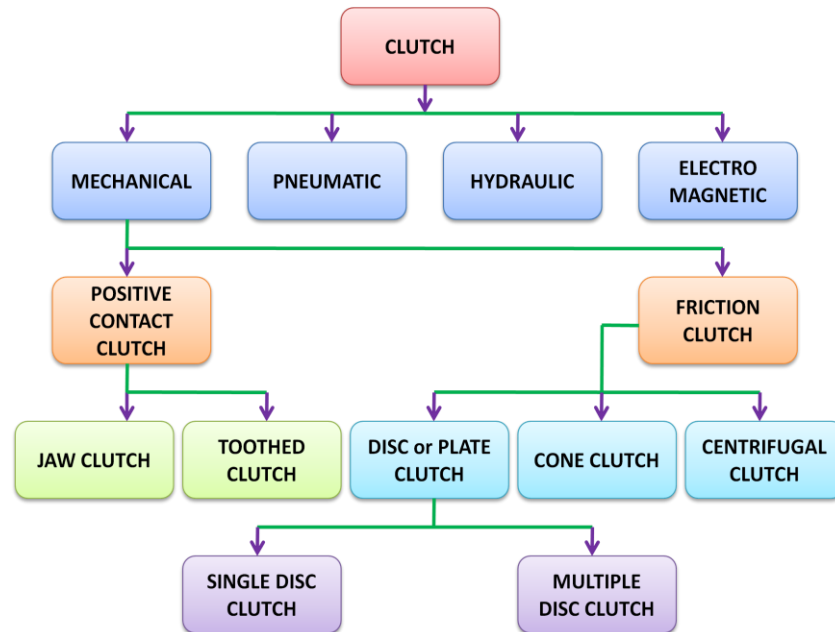 CLUTCH
MECHANICAL
PNEUMATIC
HYDRAULIC
ELECTRO
MAGNETIC
POSITIVE
CONTACT
CLUTCH
FRICTION
CLUTCH
JAW CLUTCH
TOOTHED
CLUTCH
DISC or PLATE
CLUTCH
CONE CLUTCH
CENTRIFUGAL
CLUTCH
SINGLE DISC
CLUTCH
MULTIPLE
DISC CLUTCH